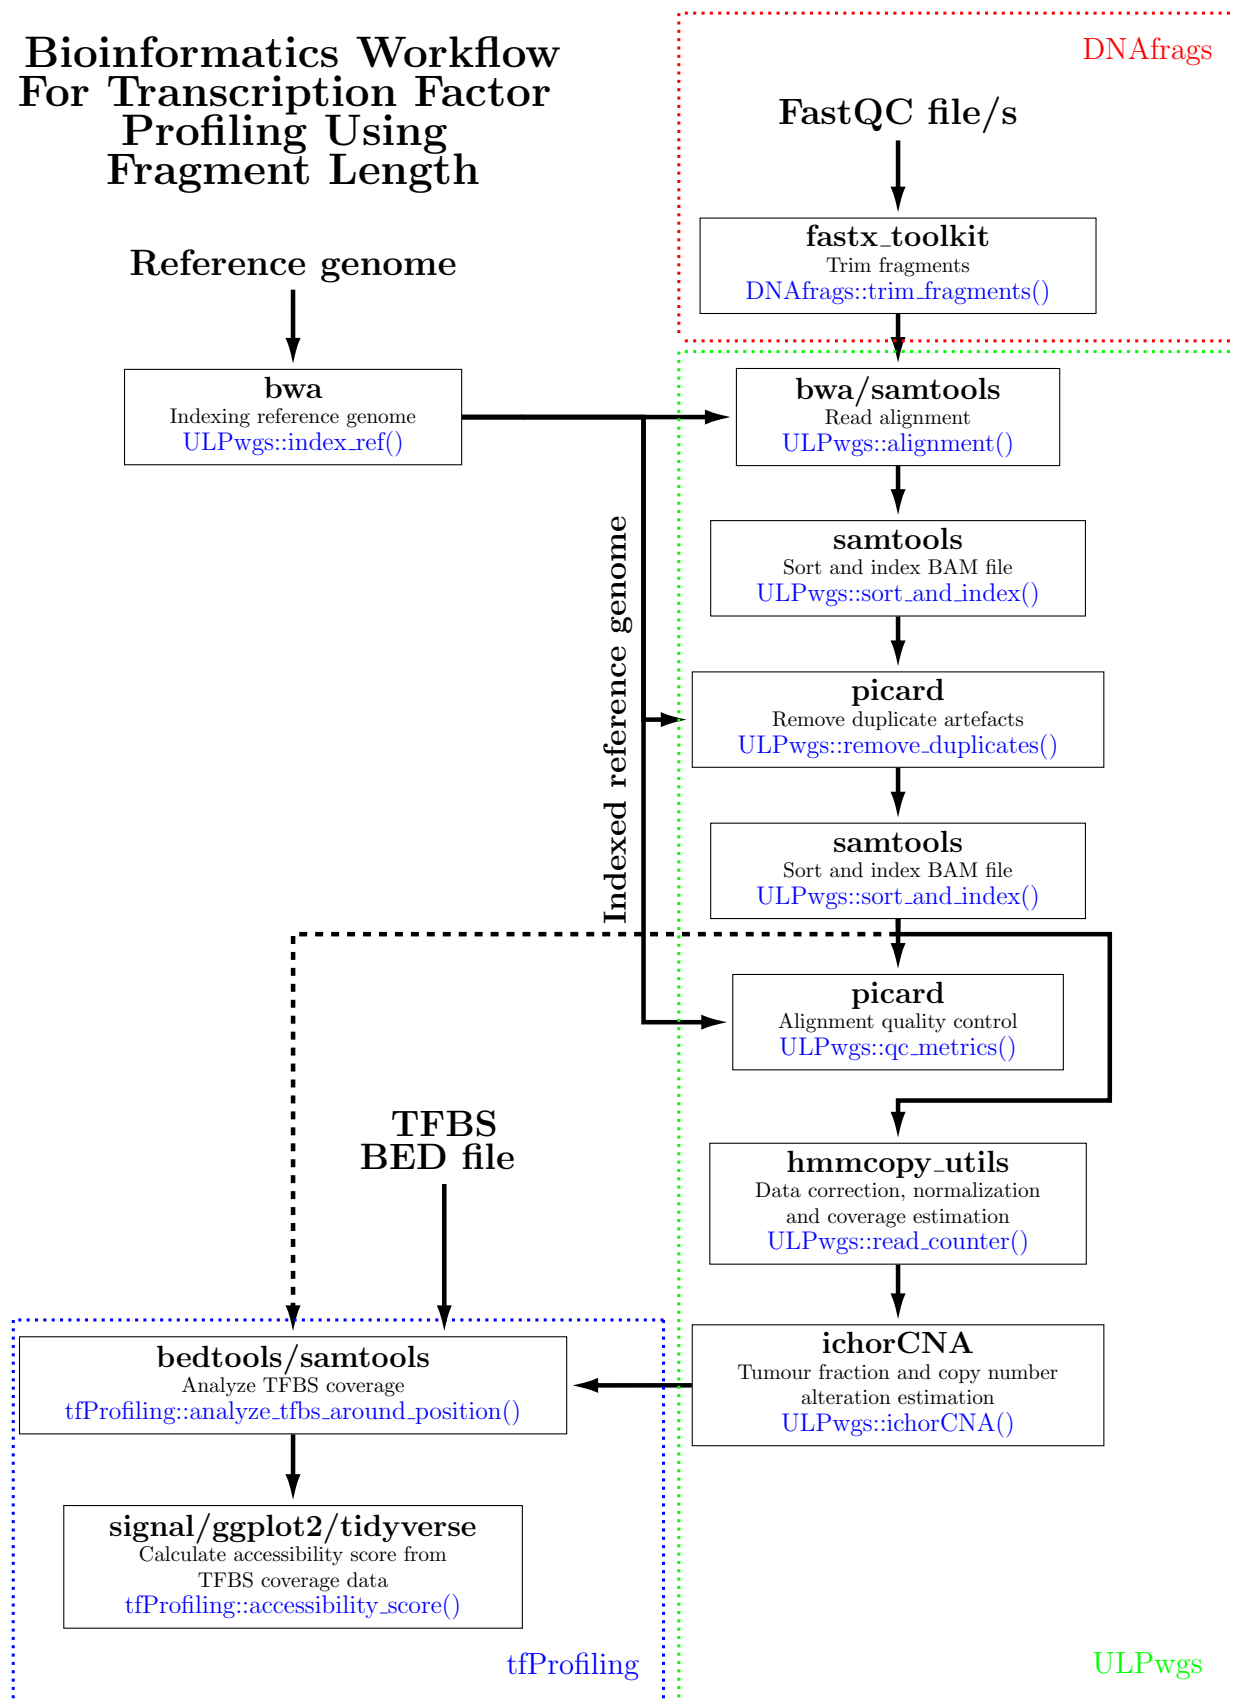 Bioinformatics Workflow
For Transcription Factor
Profiling Using
Fragment Length
DNAfrags
FastQC file/s
fastx_toolkit
Trim fragments
DNAfrags::trim_fragments()
Reference genome
bwa
Indexing reference genome
ULPwgs::index_ref()
bwa/samtools
Read alignment
ULPwgs::alignment()
samtools
Sort and index BAM file
ULPwgs::sort_and_index()
Indexed reference genome
picard
Remove duplicate artefacts
ULPwgs::remove_duplicates()
samtools
Sort and index BAM file
ULPwgs::sort_and_index()
picard
Alignment quality control
ULPwgs::qc_metrics()
TFBS
BED file
hmmcopy_utils
Data correction, normalization
and coverage estimation
ULPwgs::read_counter()
ichorCNA
Tumour fraction and copy number
alteration estimation
ULPwgs::ichorCNA()
bedtools/samtools
Analyze TFBS coverage
tfProfiling::analyze_tfbs_around_position()
signal/ggplot2/tidyverse
Calculate accessibility score from
TFBS coverage data
tfProfiling::accessibility_score()
tfProfiling
ULPwgs